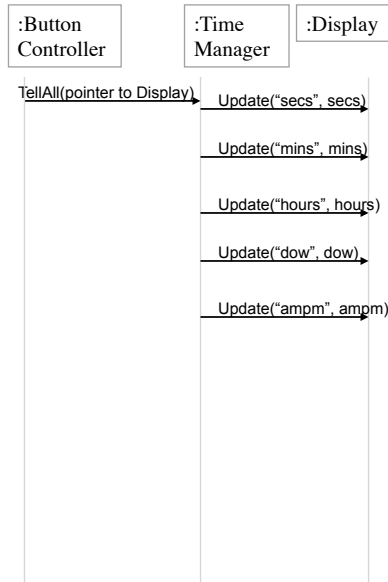 :Button
Controller
:Time
Manager
:Display
TellAll(pointer to Display)
Update(“secs”, secs)
Update(“mins”, mins)
Update(“hours”, hours)
Update(“dow”, dow)
Update(“ampm”, ampm)